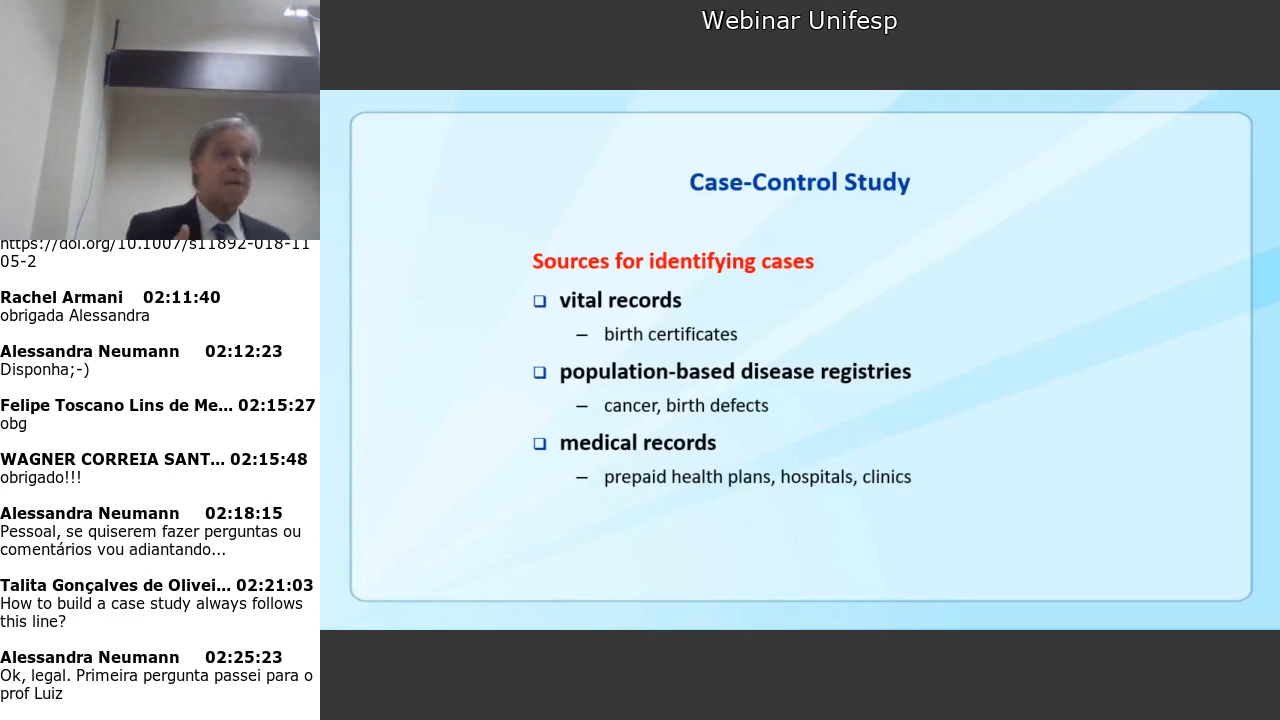 Webinar Unifesp
https://doi.org/10.1007/s11892-018-11
05-2
Rachel Armani 02:11:40
obrigada Alessandra
Alessandra Neumann 02:12:23
Disponha;-)
Felipe Toscano Lins de Me... 02:15:27
obg
WAGNER CORREIA SANT... 02:15:48
obrigado!!!
Alessandra Neumann 02:18:15
Pessoal, se quiserem fazer perguntas ou
comentários vou adiantando...
Talita Gonçalves de Olivei... 02:21:03
How to build a case study always follows
this line?
Alessandra Neumann 02:25:23
Ok, legal. Primeira pergunta passei para o
prof Luiz
Case-Control Study
Sources for identifying cases
❑ vital records
– birth certificates
❑ population-based disease registries
– cancer, birth defects
❑ medical records
– prepaid health plans, hospitals, clinics